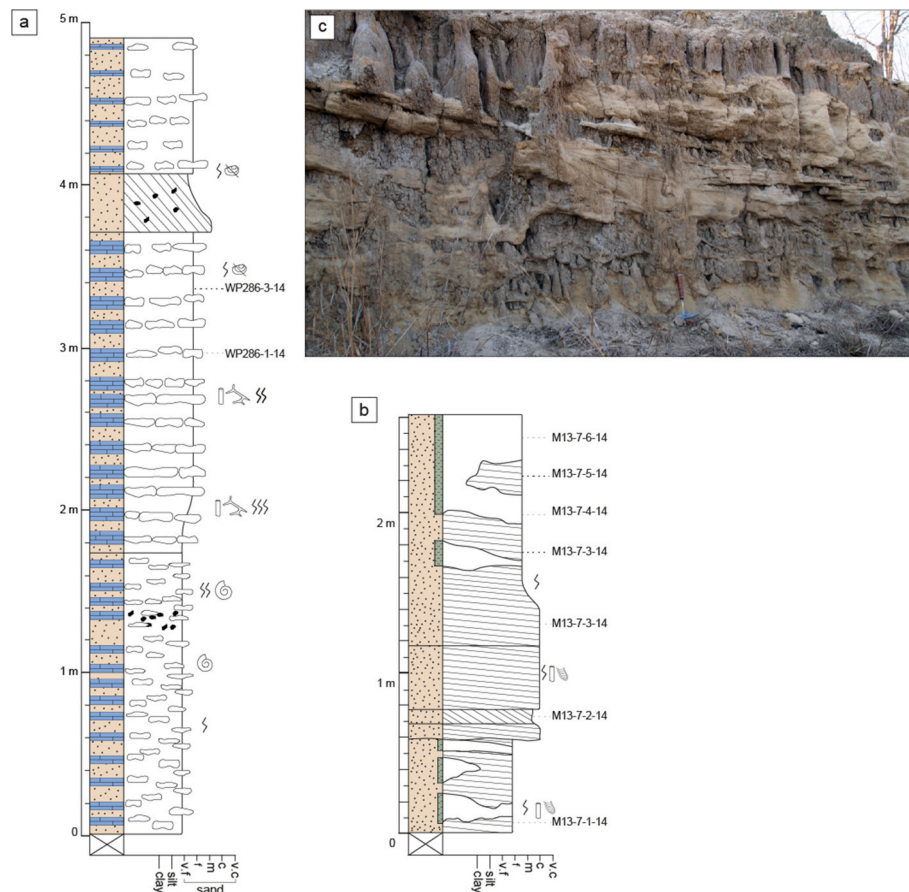 a
5 m
4 m
WP286-3-14
3 m
WP286-1-14
2 m
1 m
0
clay
silt
v.f
f
m
c
v.c
sand
c
b
M13-7-6-14
M13-7-5-14
2 m
M13-7-4-14
M13-7-3-14
M13-7-3-14
1 m
M13-7-2-14
M13-7-1-14
0
clay
silt
v.f
f
m
c
v.c
sand